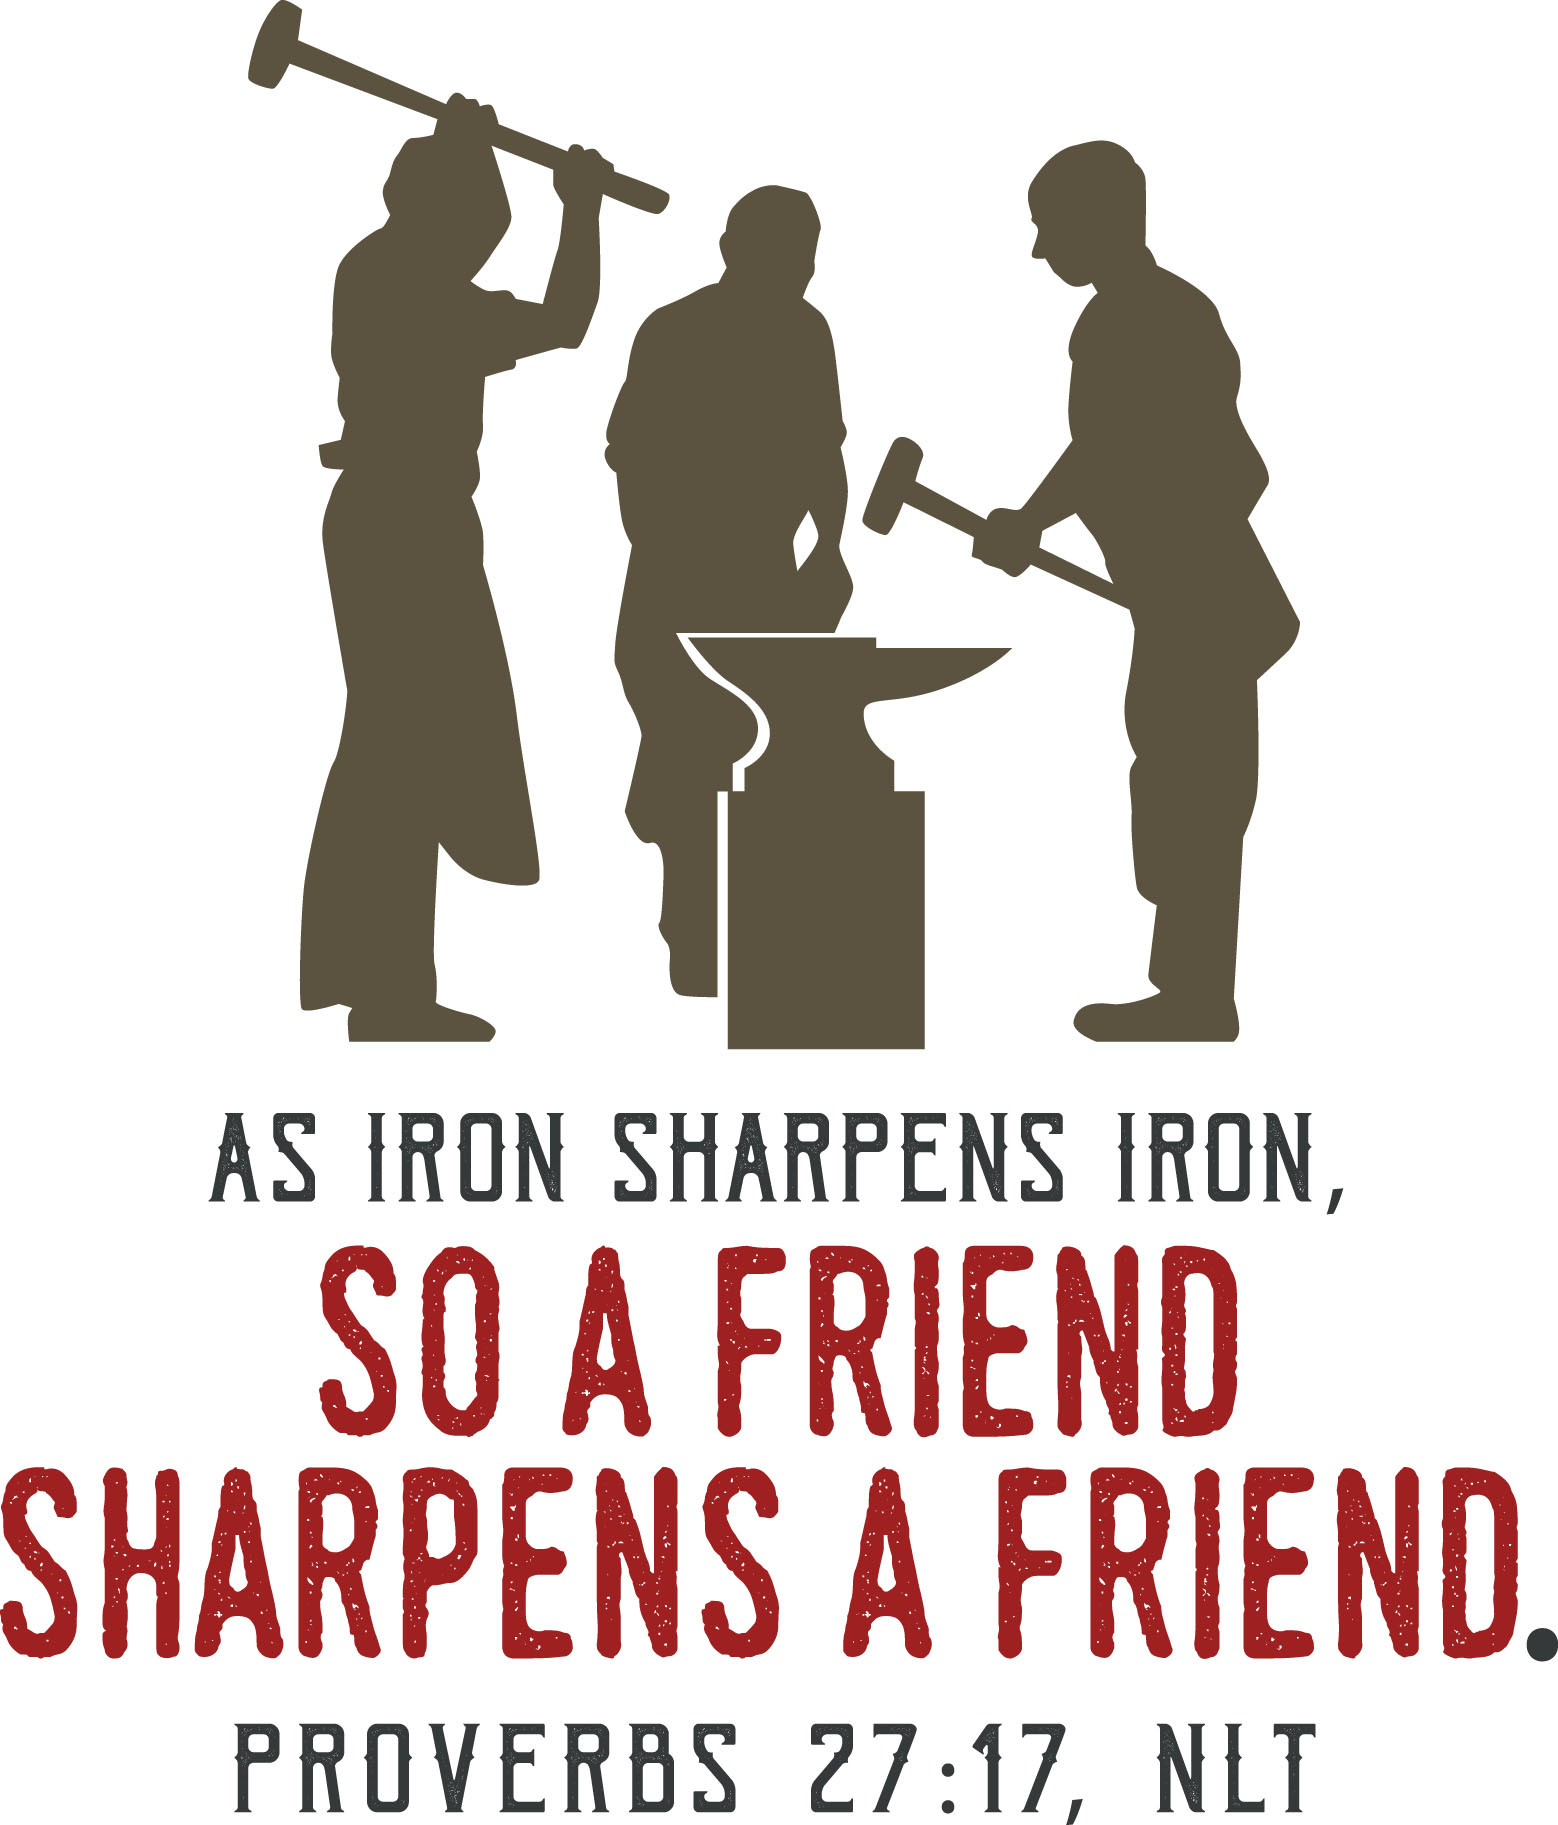 AS IRON SHARPENS IRON,
SO A FRIEND
SHARPENS A FRIEND.
PROVERBS 27:17, NLT